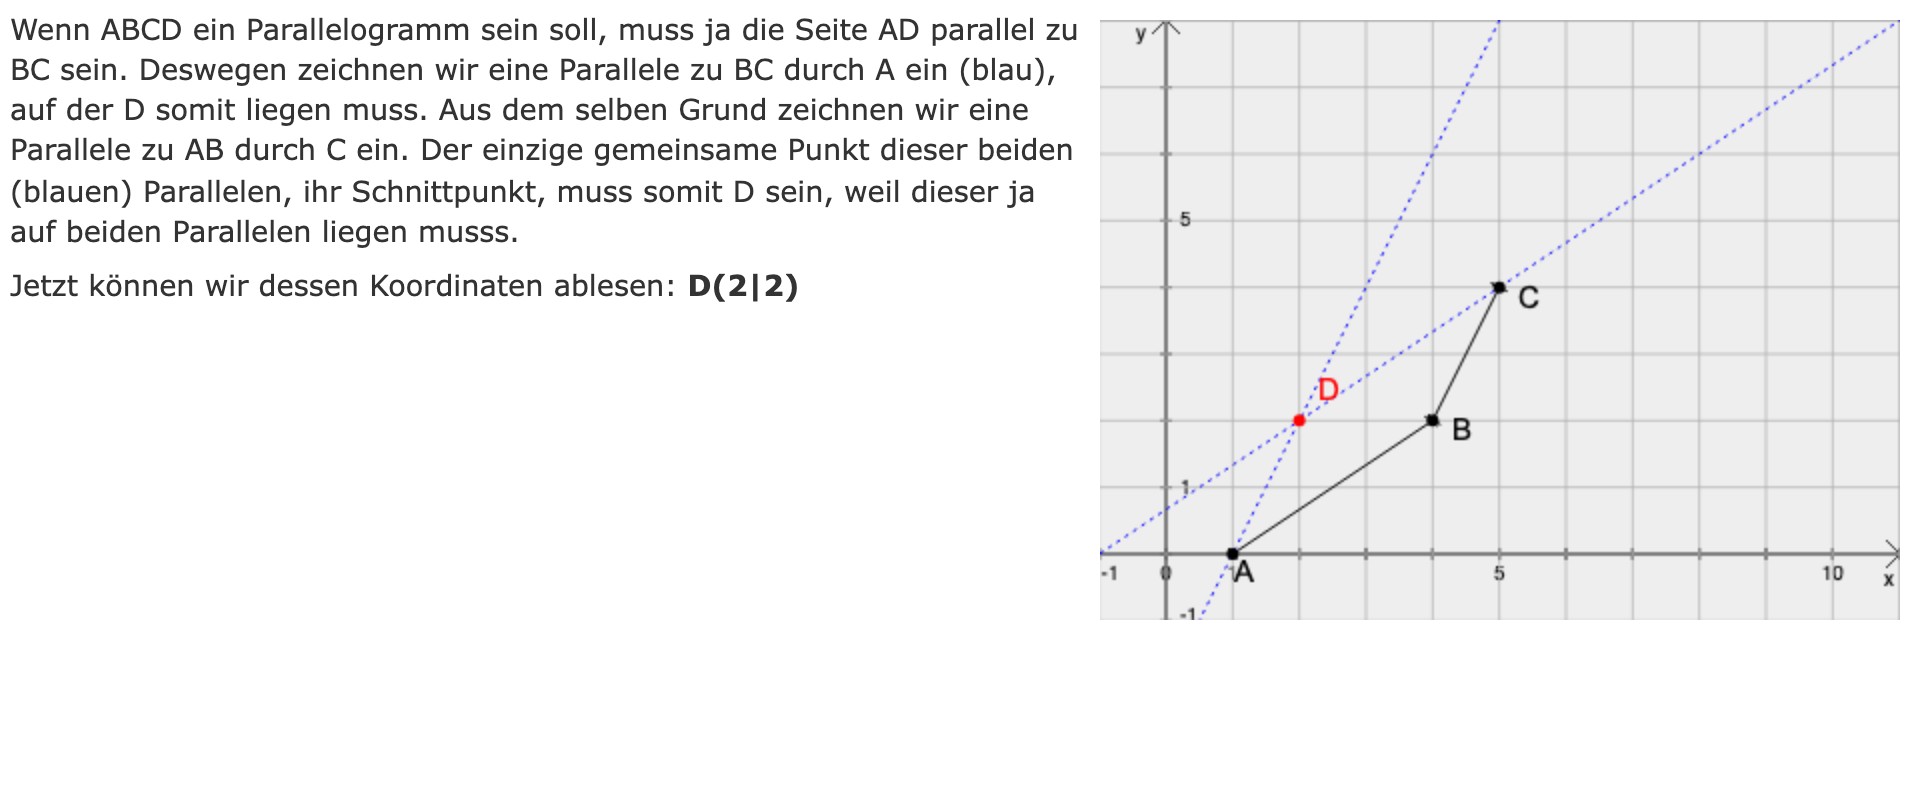 Wenn ABCD ein Parallelogramm sein soll, muss ja die Seite AD parallel zu
BC sein. Deswegen zeichnen wir eine Parallele zu BC durch A ein (blau),
auf der D somit liegen muss. Aus dem selben Grund zeichnen wir eine
Parallele zu AB durch C ein. Der einzige gemeinsame Punkt dieser beiden
(blauen) Parallelen, ihr Schnittpunkt, muss somit D sein, weil dieser ja
auf beiden Parallelen liegen musss.
Jetzt können wir dessen Koordinaten ablesen: D(2|2)
y
5
C
D
B
1
A
-1 0 5 10 x
-1